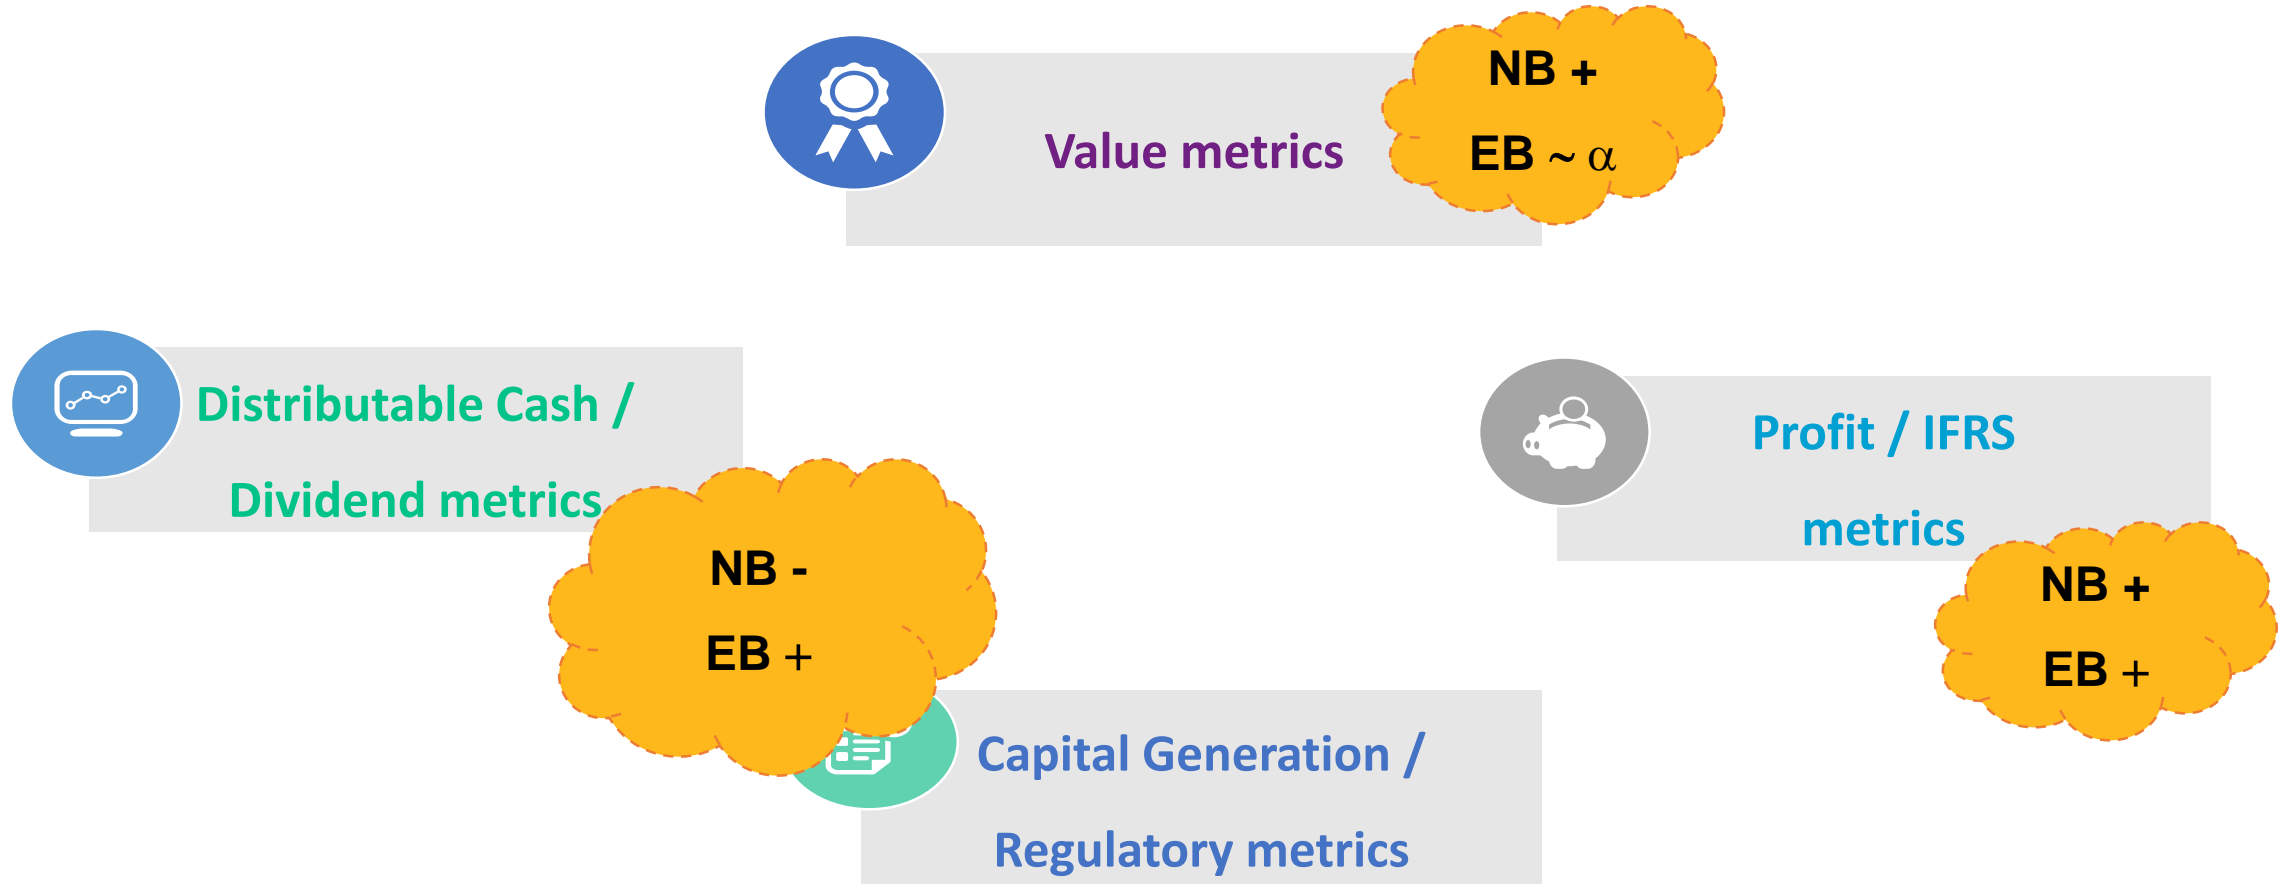 Value metrics
NB +
EB ~ α
Distributable Cash /
Dividend metrics
NB -
EB +
Profit / IFRS
metrics
NB +
EB +
Capital Generation /
Regulatory metrics